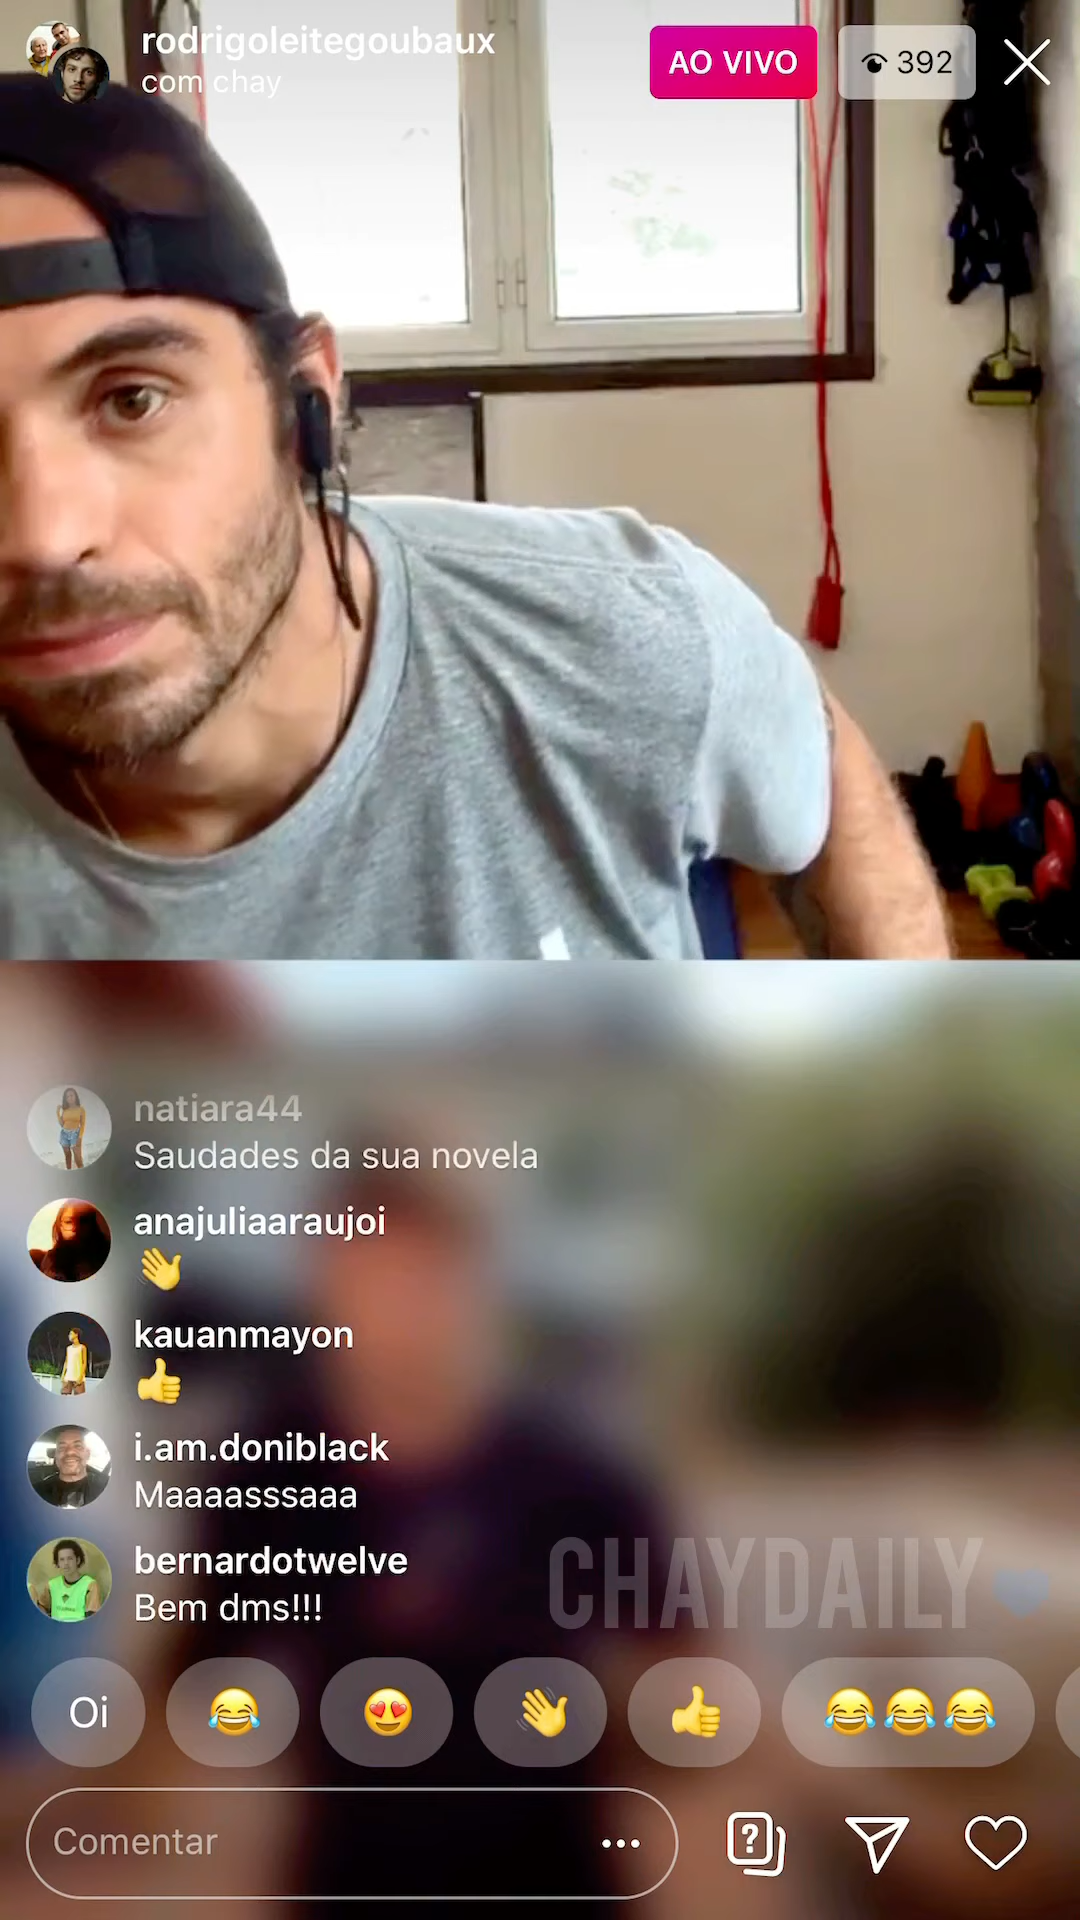 rodrigoleitegoubaux
com chay
AO VIVO
392
natiara44
Saudades da sua novela
anajuliaaraujoi
👋
kauanmayon
👍
i.am.doniblack
Maaaasssaaa
bernardotwelve
Bem dms!!!
CHAYDAILY
Oi 😂 😍 👋 👍 😂😂😂
Comentar